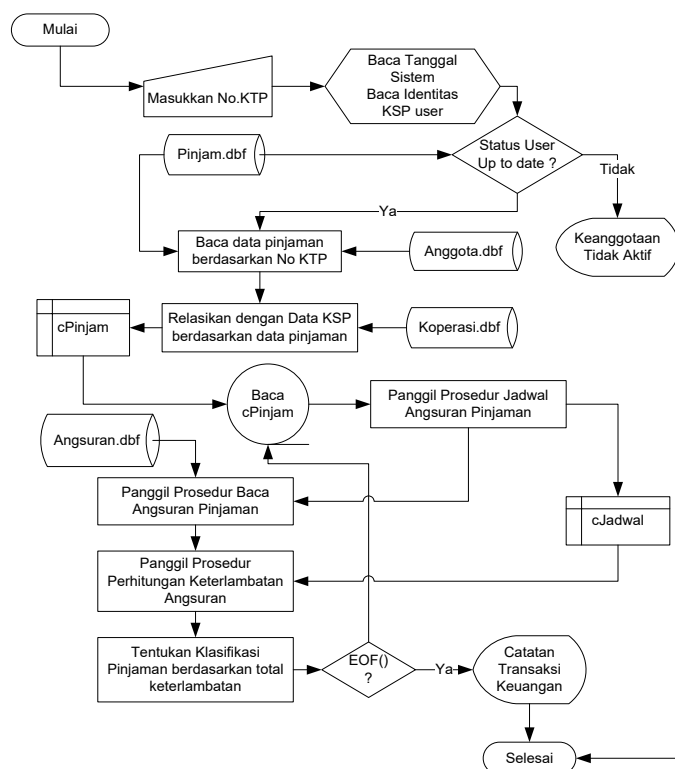 Mulai
Masukkan No.KTP
Baca Tanggal
Sistem
Baca Identitas
KSP user
Status User
Up to date ?
Pinjam.dbf
Tidak
Ya
Keanggotaan
Tidak Aktif
Baca data pinjaman
berdasarkan No KTP
Anggota.dbf
cPinjam
Relasikan dengan Data KSP
berdasarkan data pinjaman
Koperasi.dbf
Baca
cPinjam
Panggil Prosedur Jadwal
Angsuran Pinjaman
Angsuran.dbf
Panggil Prosedur Baca
Angsuran Pinjaman
cJadwal
Panggil Prosedur
Perhitungan Keterlambatan
Angsuran
Tentukan Klasifikasi
Pinjaman berdasarkan total
keterlambatan
EOF()
?
Ya
Catatan
Transaksi
Keuangan
Selesai